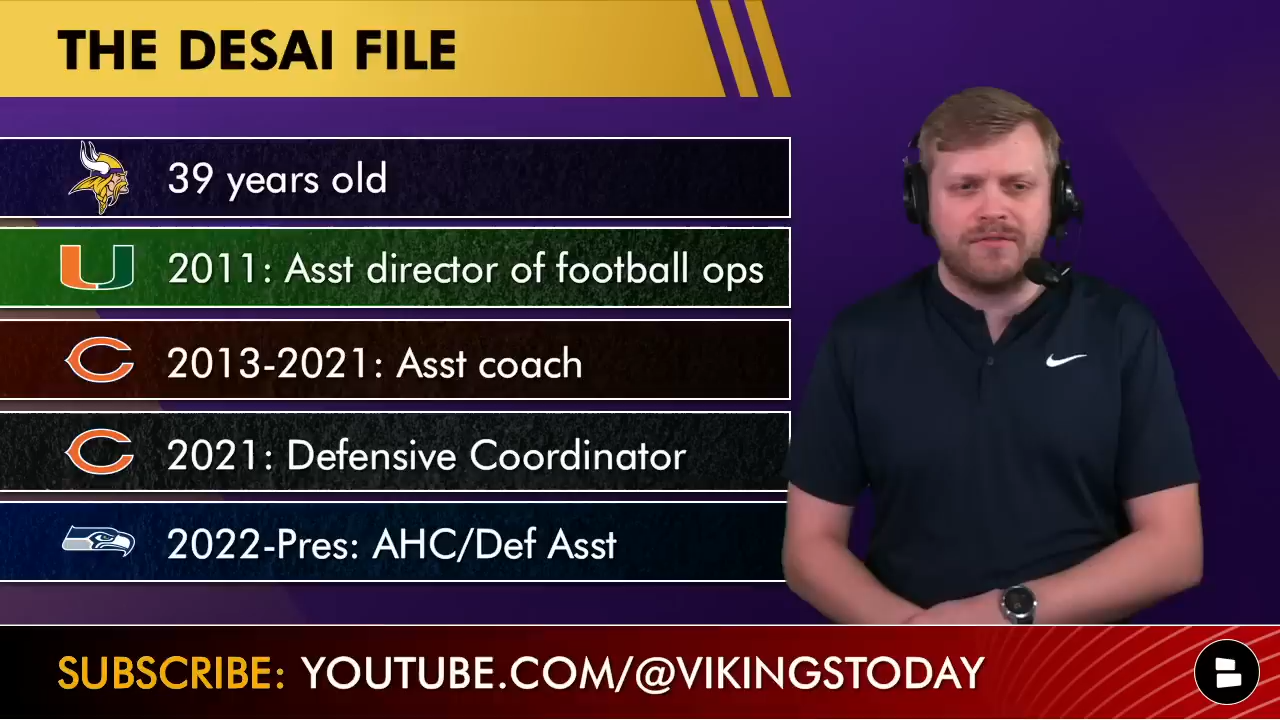 THE DESAI FILE
39 years old
2011: Asst director of football ops
2013-2021: Asst coach
2021: Defensive Coordinator
2022-Pres: AHC/Def Asst
SUBSCRIBE: YOUTUBE.COM/@VIKINGSTODAY